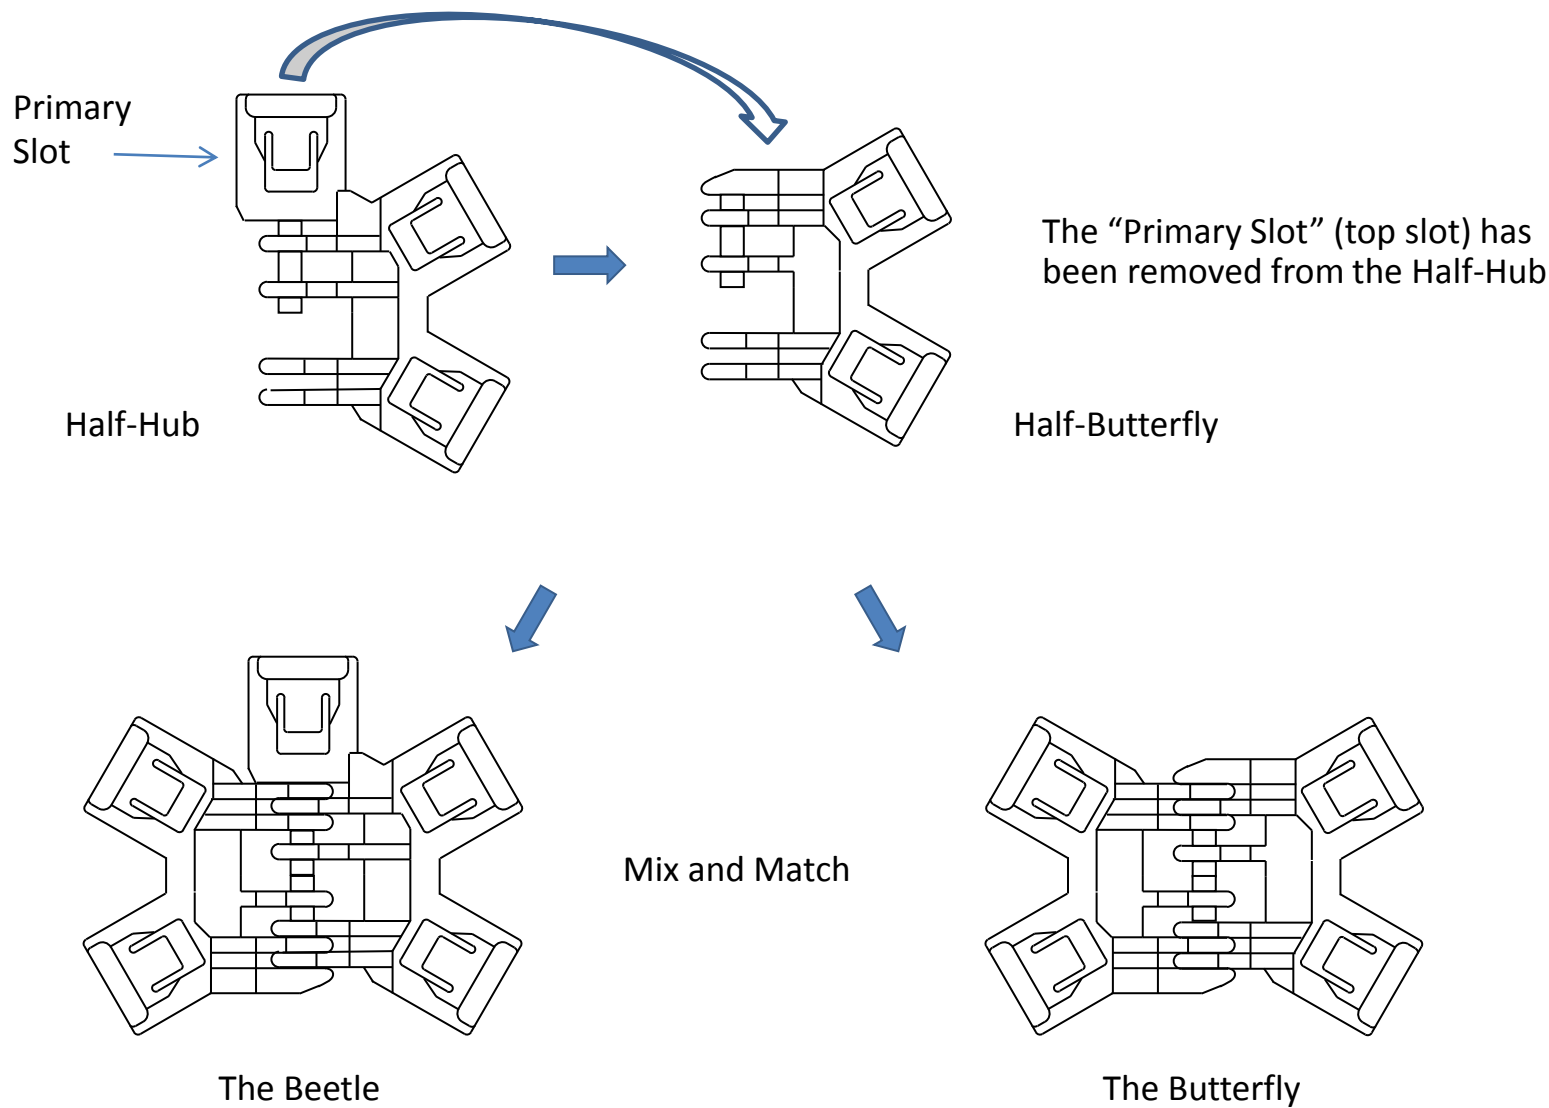 Primary
Slot
The “Primary Slot” (top slot) has
been removed from the Half-Hub
Half-Hub
Half-Butterfly
Mix and Match
The Beetle
The Butterfly